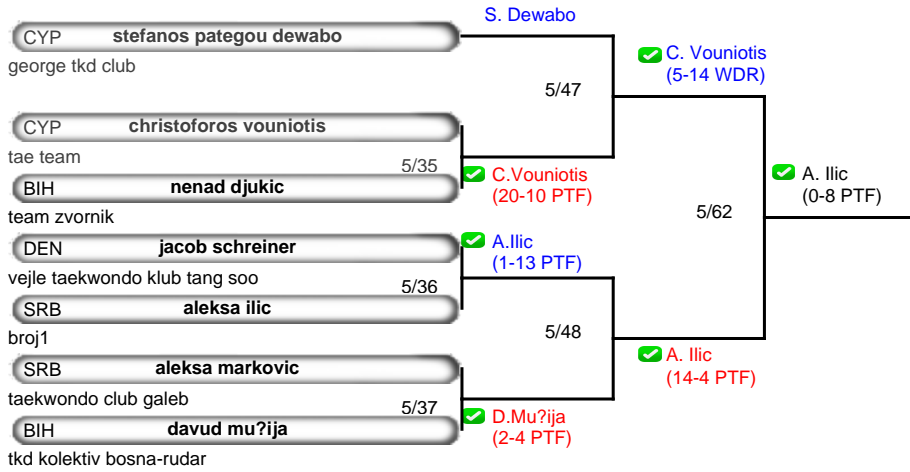 S. Dewabo
CYP stefanos pategou dewabo
george tkd club
C. Vouniotis
(5-14 WDR)
5/47
CYP christoforos vouniotis
tae team
5/35
BIH nenad djukic
team zvornik
C.Vouniotis
(20-10 PTF)
A. Ilic
(0-8 PTF)
5/62
DEN jacob schreiner
vejle taekwondo klub tang soo
A.Ilic
(1-13 PTF)
5/36
SRB aleksa ilic
broj1
5/48
A. Ilic
(14-4 PTF)
SRB aleksa markovic
taekwondo club galeb
5/37
BIH davud mu?ija
tkd kolektiv bosna-rudar
D.Mu?ija
(2-4 PTF)